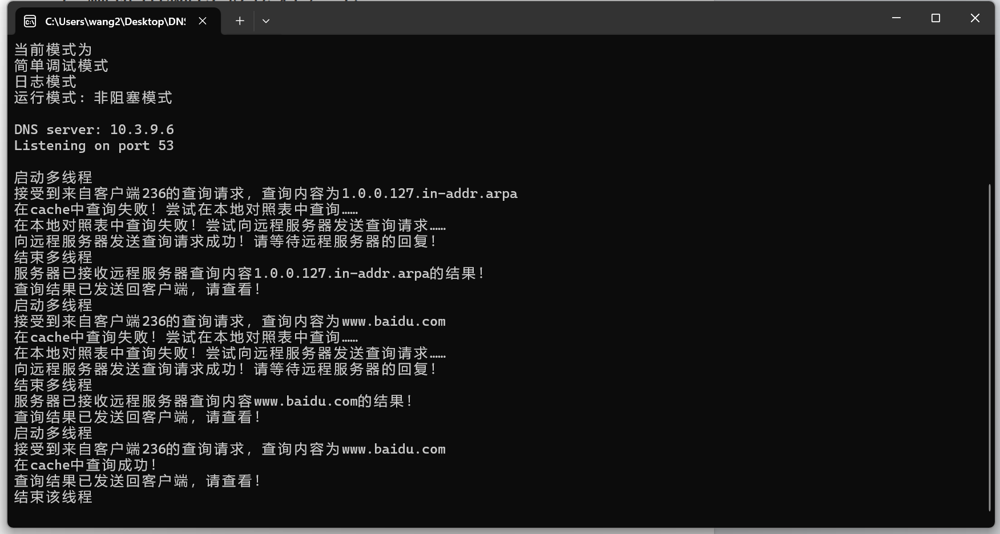 C:\Users\wang2\Desktop\DNS
当前模式为
简单调试模式
日志模式
运行模式：非阻塞模式
DNS server: 10.3.9.6
Listening on port 53
启动多线程
接受到来自客户端236的查询请求，查询内容为1.0.0.127.in-addr.arpa
在cache中查询失败！尝试在本地对照表中查询……
在本地对照表中查询失败！尝试向远程服务器发送查询请求……
向远程服务器发送查询请求成功！请等待远程服务器的回复！
结束多线程
服务器已接收远程服务器查询内容1.0.0.127.in-addr.arpa的结果！
查询结果已发送回客户端，请查看！
启动多线程
接受到来自客户端236的查询请求，查询内容为www.baidu.com
在cache中查询失败！尝试在本地对照表中查询……
在本地对照表中查询失败！尝试向远程服务器发送查询请求……
向远程服务器发送查询请求成功！请等待远程服务器的回复！
结束多线程
服务器已接收远程服务器查询内容www.baidu.com的结果！
查询结果已发送回客户端，请查看！
启动多线程
接受到来自客户端236的查询请求，查询内容为www.baidu.com
在cache中查询成功！
查询结果已发送回客户端，请查看！
结束该线程